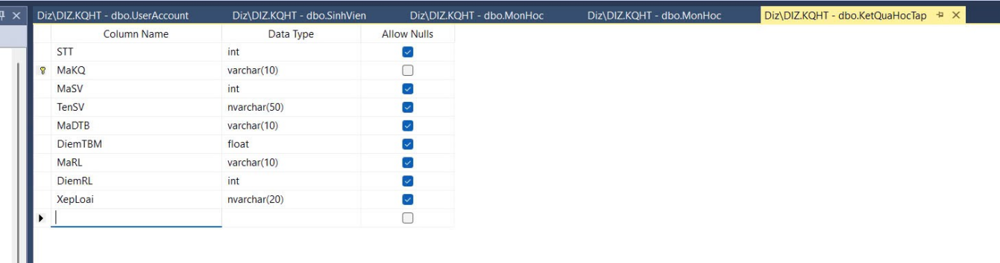 Diz\DIZ.KQHT - dbo.UserAccount Diz\DIZ.KQHT - dbo.SinhVien Diz\DIZ.KQHT - dbo.MonHoc Diz\DIZ.KQHT - dbo.MonHoc Diz\DIZ.KQHT - dbo.KetQuaHocTap
Column Name Data Type Allow Nulls
STT int
MaKQ varchar(10)
MaSV int
TenSV nvarchar(50)
MaDTB varchar(10)
DiemTBM float
MaRL varchar(10)
DiemRL int
XepLoai nvarchar(20)